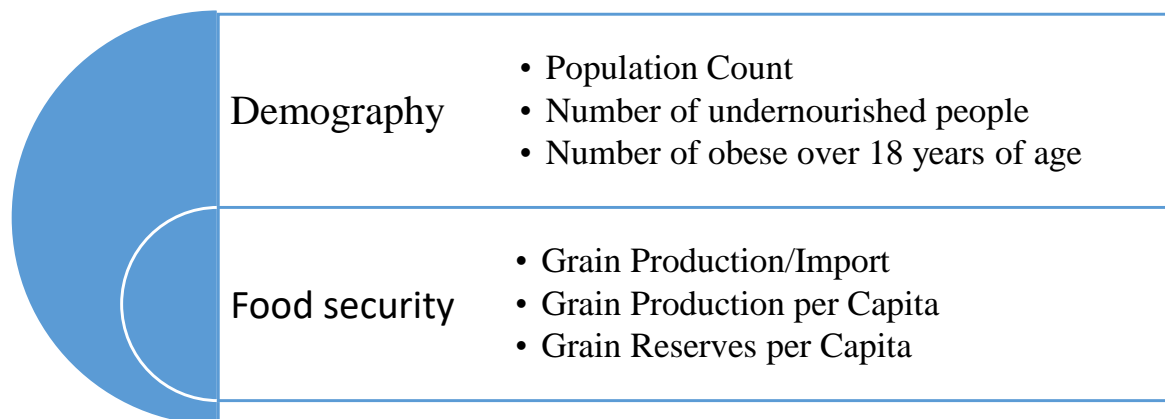 Demography
• Population Count
• Number of undernourished people
• Number of obese over 18 years of age
Food security
• Grain Production/Import
• Grain Production per Capita
• Grain Reserves per Capita